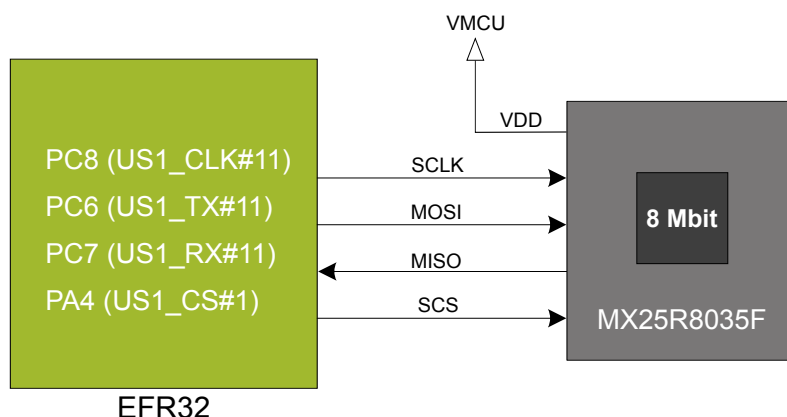 VMCU
VDD
PC8 (US1_CLK#11)
SCLK
PC6 (US1_TX#11)
MOSI
8 Mbit
PC7 (US1_RX#11)
MISO
PA4 (US1_CS#1)
SCS
MX25R8035F
EFR32